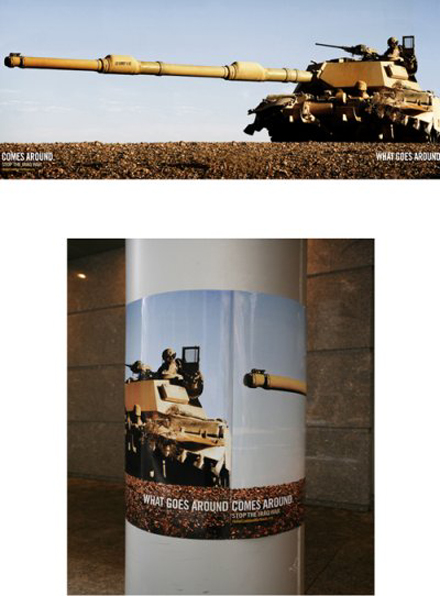 COMES AROUND
STOP THE IRAQ WAR
WHAT GOES AROUND
WHAT GOES AROUND COMES AROUND
STOP THE IRAQ WAR